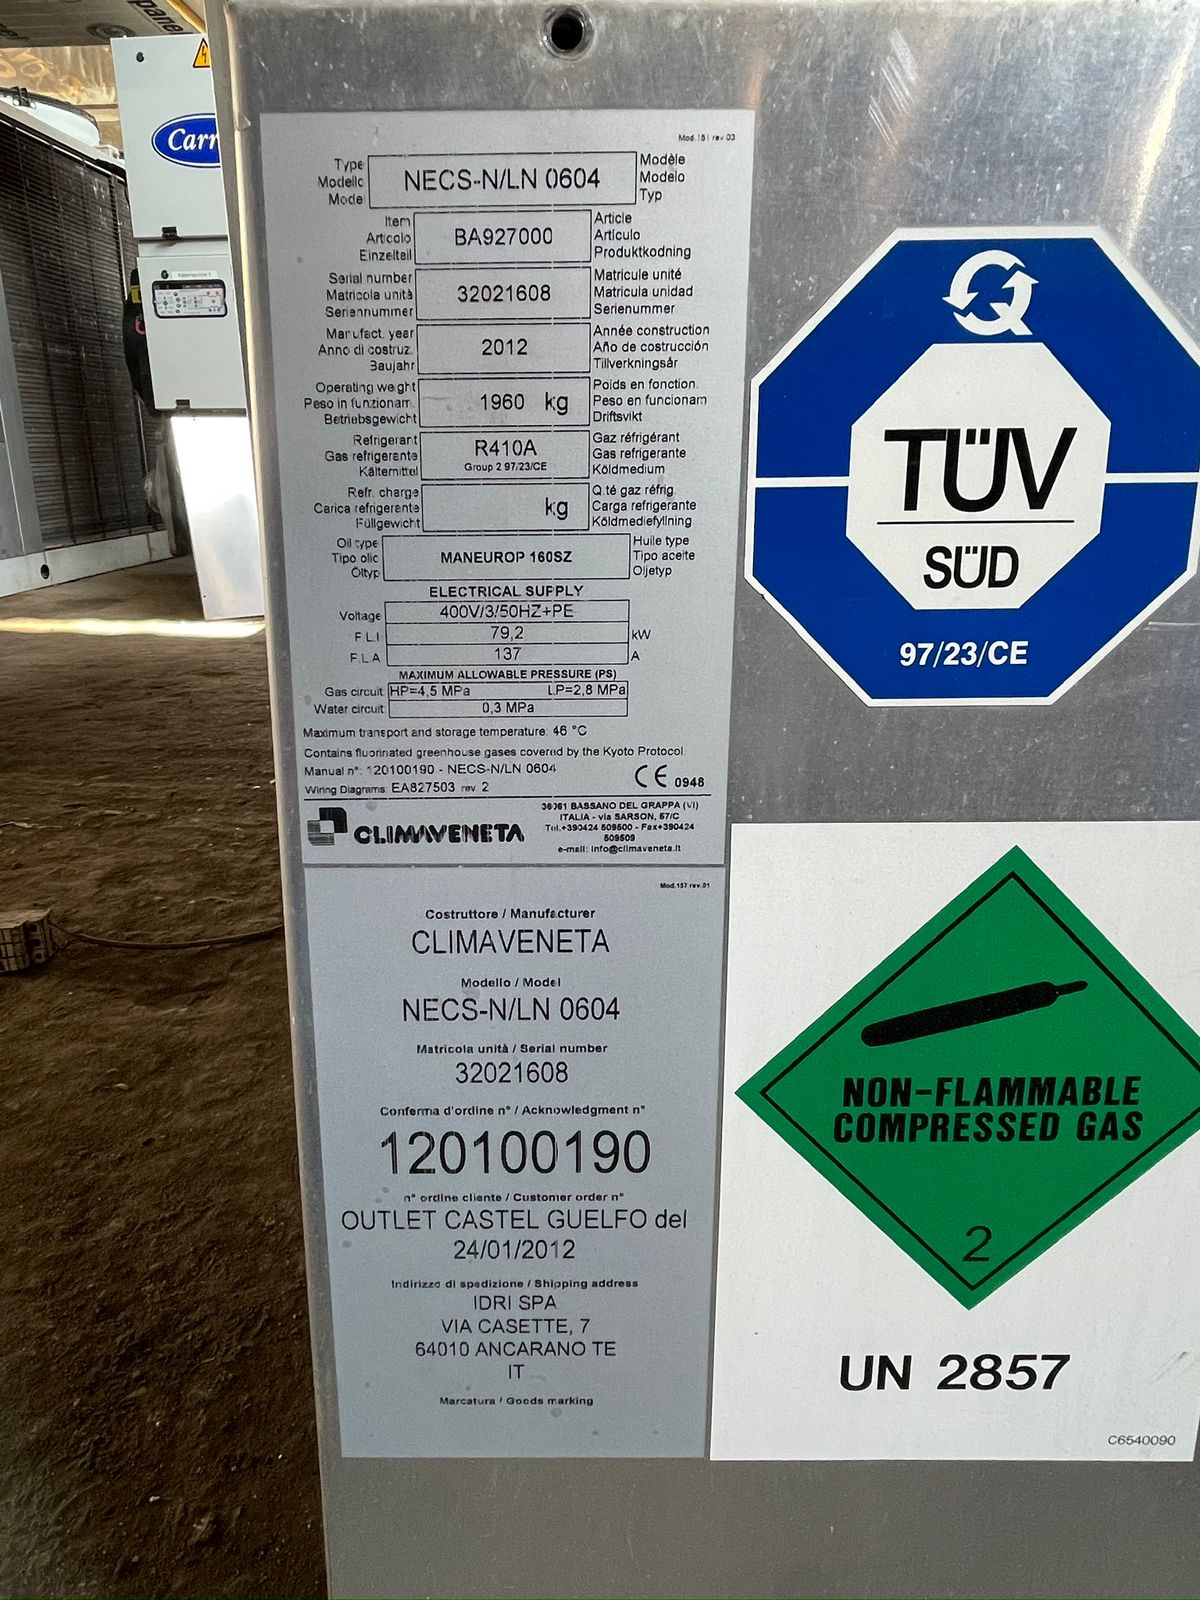 pane
Carr
Mod.151 rev 03
Type
Modello
Model
NECS-N/LN 0604
Modèle
Modelo
Typ
Item
Articolo
Einzelteil
BA927000
Article
Artículo
Produktkodning
Serial number
Matricola unità
Seriennummer
32021608
Matricule unité
Matricula unidad
Serienummer
Manufact. year
Anno di costruz.
Baujahr
2012
Année construction
Año de construcción
Tillverkningsår
Operating weight
Peso in funzionam.
Betriebsgewicht
1960 kg
Poids en fonction.
Peso en funcionam
Driftsvikt
Refrigerant
Gas refrigerante
Kältemittel
R410A
Group 2 97/23/CE
Gaz réfrigérant
Gas refrigerante
Köldmedium
Refr. charge
Carica refrigerante
Füllgewicht
kg
Q.té gaz réfrig.
Carga refrigerante
Köldmediefyllning
Oil type
Tipo olio
Öltyp
MANEUROP 160SZ
Huile type
Tipo aceite
Oljetyp
ELECTRICAL SUPPLY
Voltage 400V/3/50HZ+PE
F.L.I 79,2 kW
F.L.A 137 A
MAXIMUM ALLOWABLE PRESSURE (PS)
Gas circuit HP=4,5 MPa LP=2,8 MPa
Water circuit 0,3 MPa
Maximum transport and storage temperature: 46 °C
Contains fluorinated greenhouse gases covered by the Kyoto Protocol
Manual n°: 120100190 - NECS-N/LN 0604
Wiring Diagrams: EA827503 rev. 2
CE 0948
CLIMAVENETA
36061 BASSANO DEL GRAPPA (VI)
ITALIA - via SARSON, 57/C
Tel.+390424 509500 - Fax+390424
509509
e-mail: info@climaveneta.it
Mod.157 rev.01
Costruttore / Manufacturer
CLIMAVENETA
Modello / Model
NECS-N/LN 0604
Matricola unità / Serial number
32021608
Conferma d'ordine n° / Acknowledgment n°
120100190
n° ordine cliente / Customer order n°
OUTLET CASTEL GUELFO del
24/01/2012
Indirizzo di spedizione / Shipping address
IDRI SPA
VIA CASETTE, 7
64010 ANCARANO TE
IT
Marcatura / Goods marking
TÜV
SÜD
97/23/CE
NON-FLAMMABLE
COMPRESSED GAS
2
UN 2857
C6540090